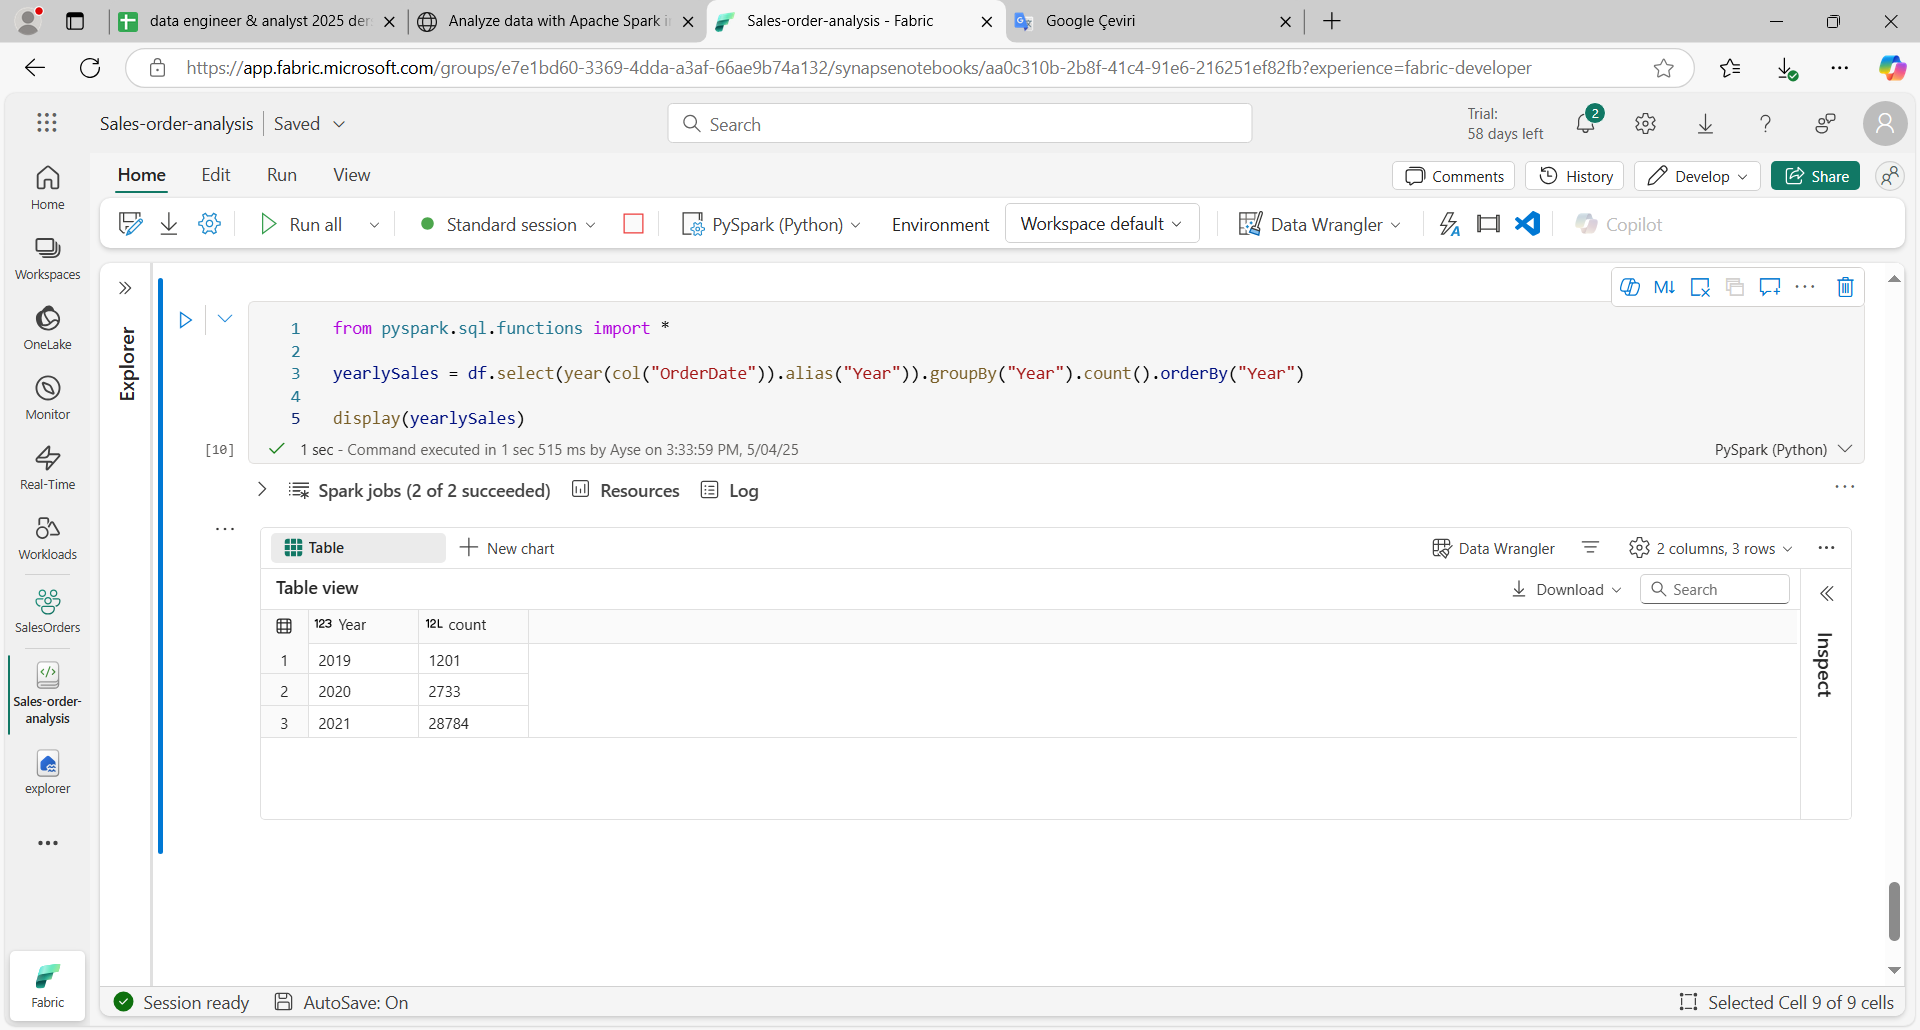 data engineer & analyst 2025 der
Analyze data with Apache Spark i
Sales-order-analysis - Fabric
Google Çeviri
https://app.fabric.microsoft.com/groups/e7e1bd60-3369-4dda-a3af-66ae9b74a132/synapsenotebooks/aa0c310b-2b8f-41c4-91e6-216251ef82fb?experience=fabric-developer
Sales-order-analysis
Saved
Search
Trial:
58 days left
2
Home
Edit
Run
View
Comments
History
Develop
Share
Run all
Standard session
PySpark (Python)
Environment
Workspace default
Data Wrangler
Copilot
Home
Workspaces
OneLake
Monitor
Real-Time
Workloads
SalesOrders
Sales-order-
analysis
explorer
Fabric
Explorer
M↓
1 from pyspark.sql.functions import *
2
3 yearlySales = df.select(year(col("OrderDate")).alias("Year")).groupBy("Year").count().orderBy("Year")
4
5 display(yearlySales)
[10]
1 sec - Command executed in 1 sec 515 ms by Ayse on 3:33:59 PM, 5/04/25
PySpark (Python)
Spark jobs (2 of 2 succeeded)
Resources
Log
Table
New chart
Data Wrangler
2 columns, 3 rows
Table view
Download
Search
Inspect
123 Year 12L count
1 2019 1201
2 2020 2733
3 2021 28784
Session ready
AutoSave: On
Selected Cell 9 of 9 cells